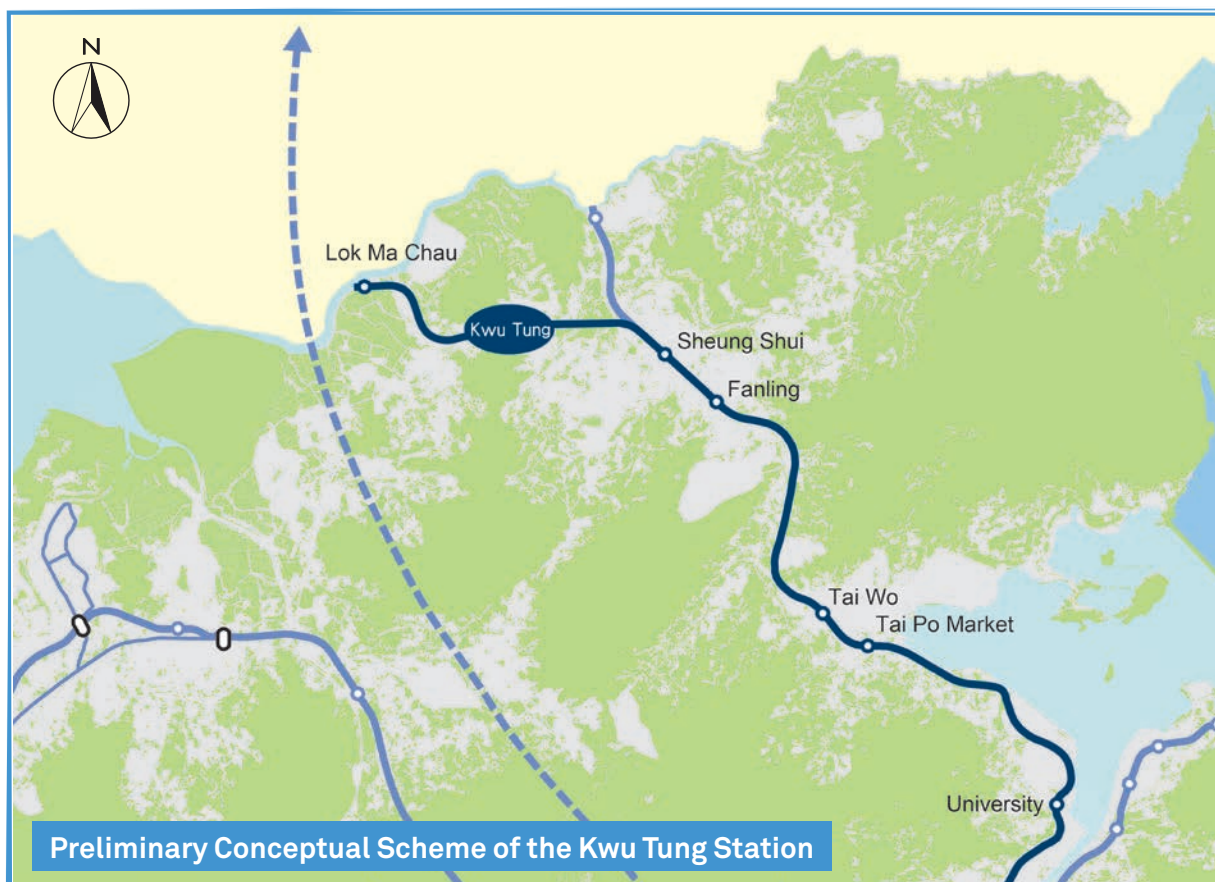 N
Lok Ma Chau
Kwu Tung
Sheung Shui
Fanling
Tai Wo
Tai Po Market
University
Preliminary Conceptual Scheme of the Kwu Tung Station